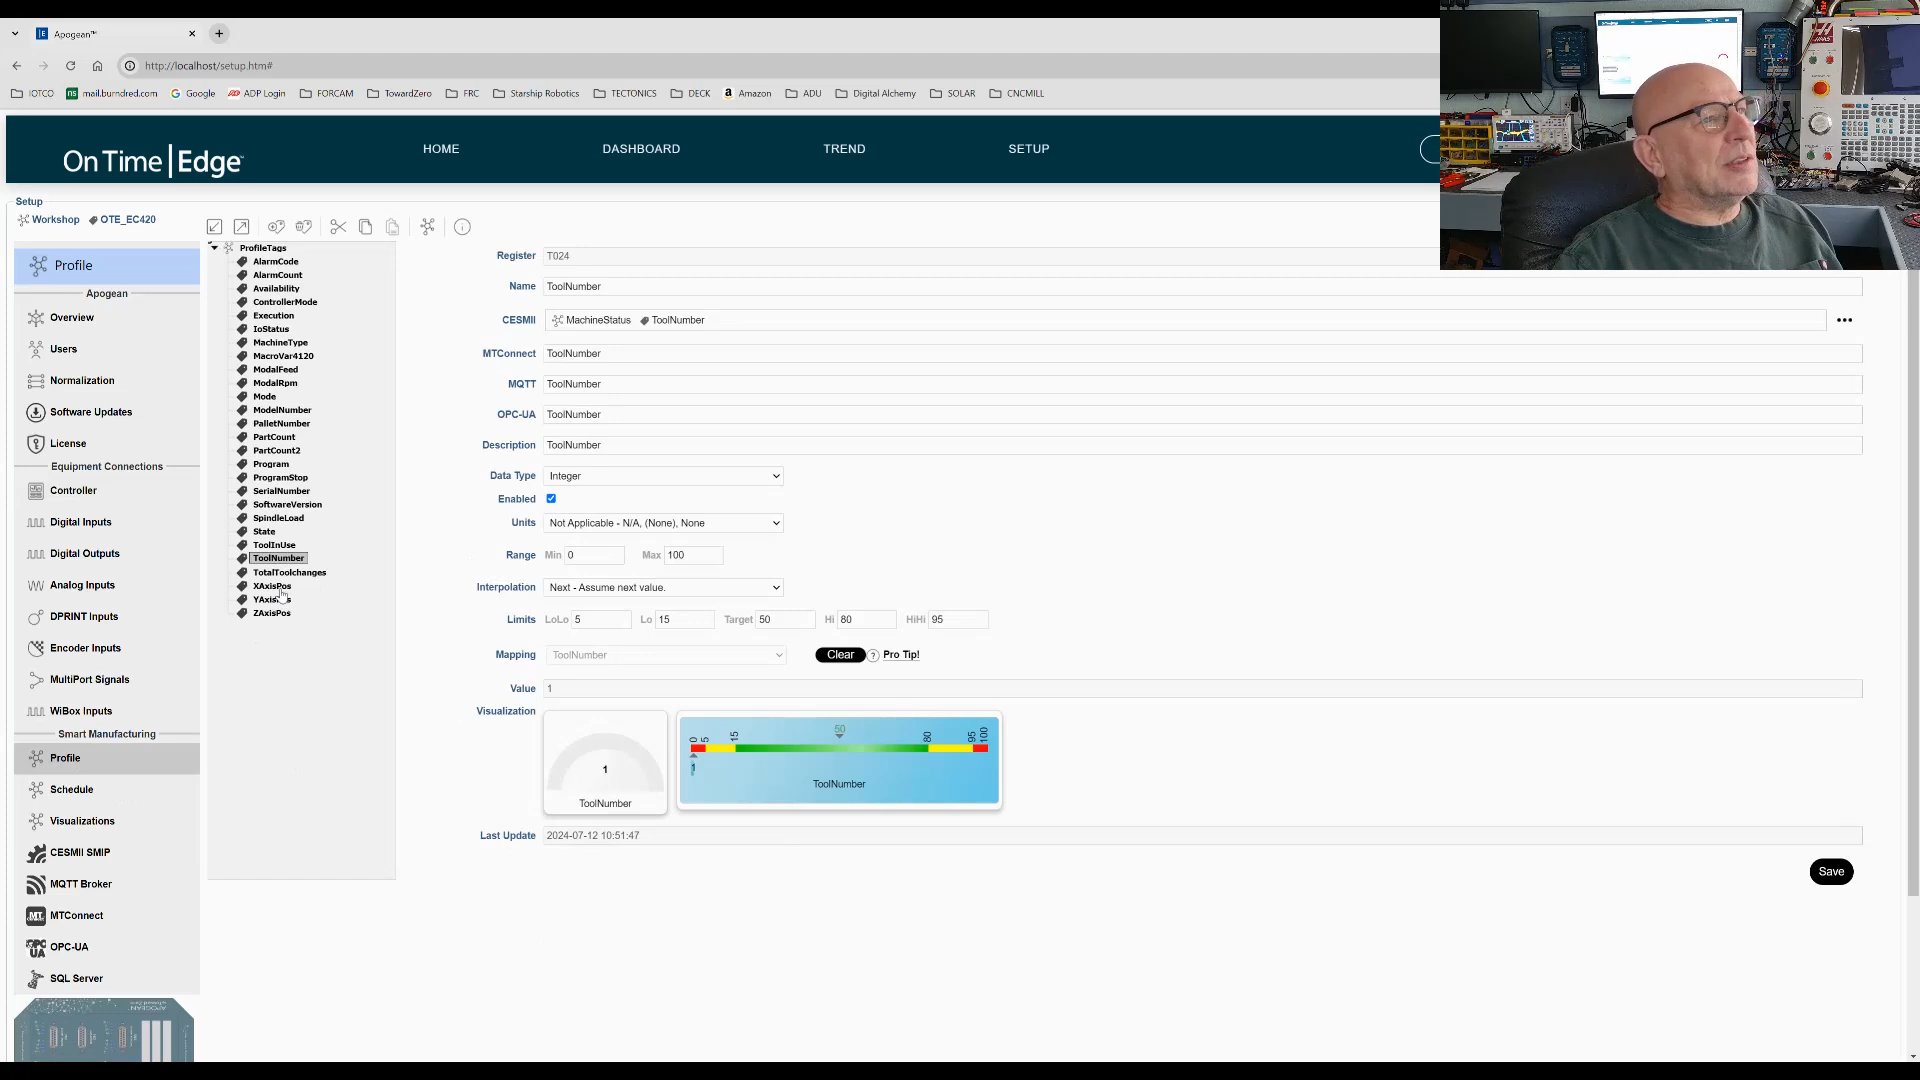 Apogean™
http://localhost/setup.htm#
IOTCO
mail.burndred.com
Google
ADP Login
FORCAM
TowardZero
FRC
Starship Robotics
TECTONICS
DECK
Amazon
ADU
Digital Alchemy
SOLAR
CNCMILL
On Time|Edge
HOME
DASHBOARD
TREND
SETUP
Setup
Workshop OTE_EC420
Profile
Apogean
Overview
Users
Normalization
Software Updates
License
Equipment Connections
Controller
Digital Inputs
Digital Outputs
Analog Inputs
DPRINT Inputs
Encoder Inputs
MultiPort Signals
WiBox Inputs
Smart Manufacturing
Profile
Schedule
Visualizations
CESMII SMIP
MQTT Broker
MTConnect
OPC-UA
SQL Server
ProfileTags
AlarmCode
AlarmCount
Availability
ControllerMode
Execution
IoStatus
MachineType
MacroVar4120
ModalFeed
ModalRpm
Mode
ModelNumber
PalletNumber
PartCount
PartCount2
Program
ProgramStop
SerialNumber
SoftwareVersion
SpindleLoad
State
ToolInUse
ToolNumber
TotalToolchanges
XAxisPos
ZAxisPos
Register T024
Name ToolNumber
CESMII MachineStatus ToolNumber
MTConnect ToolNumber
MQTT ToolNumber
OPC-UA ToolNumber
Description ToolNumber
Data Type Integer
Enabled
Units Not Applicable - N/A, (None), None
Range Min 0 Max 100
Interpolation Next - Assume next value.
Limits LoLo 5 Lo 15 Target 50 Hi 80 HiHi 95
Mapping ToolNumber Clear ? Pro Tip!
Value 1
Visualization
1
ToolNumber
0 5 15 50 80 95 100
1
ToolNumber
Last Update 2024-07-12 10:51:47
Save